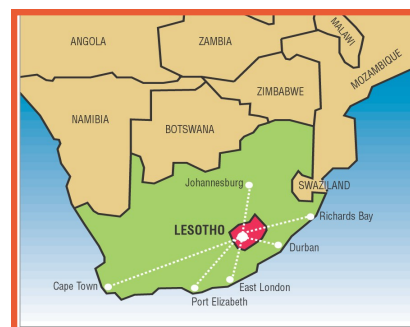 ANGOLA
ZAMBIA
MALAWI
MOZAMBIQUE
ZIMBABWE
NAMIBIA
BOTSWANA
Johannesburg
SWAZILAND
Richards Bay
LESOTHO
Durban
Cape Town
East London
Port Elizabeth